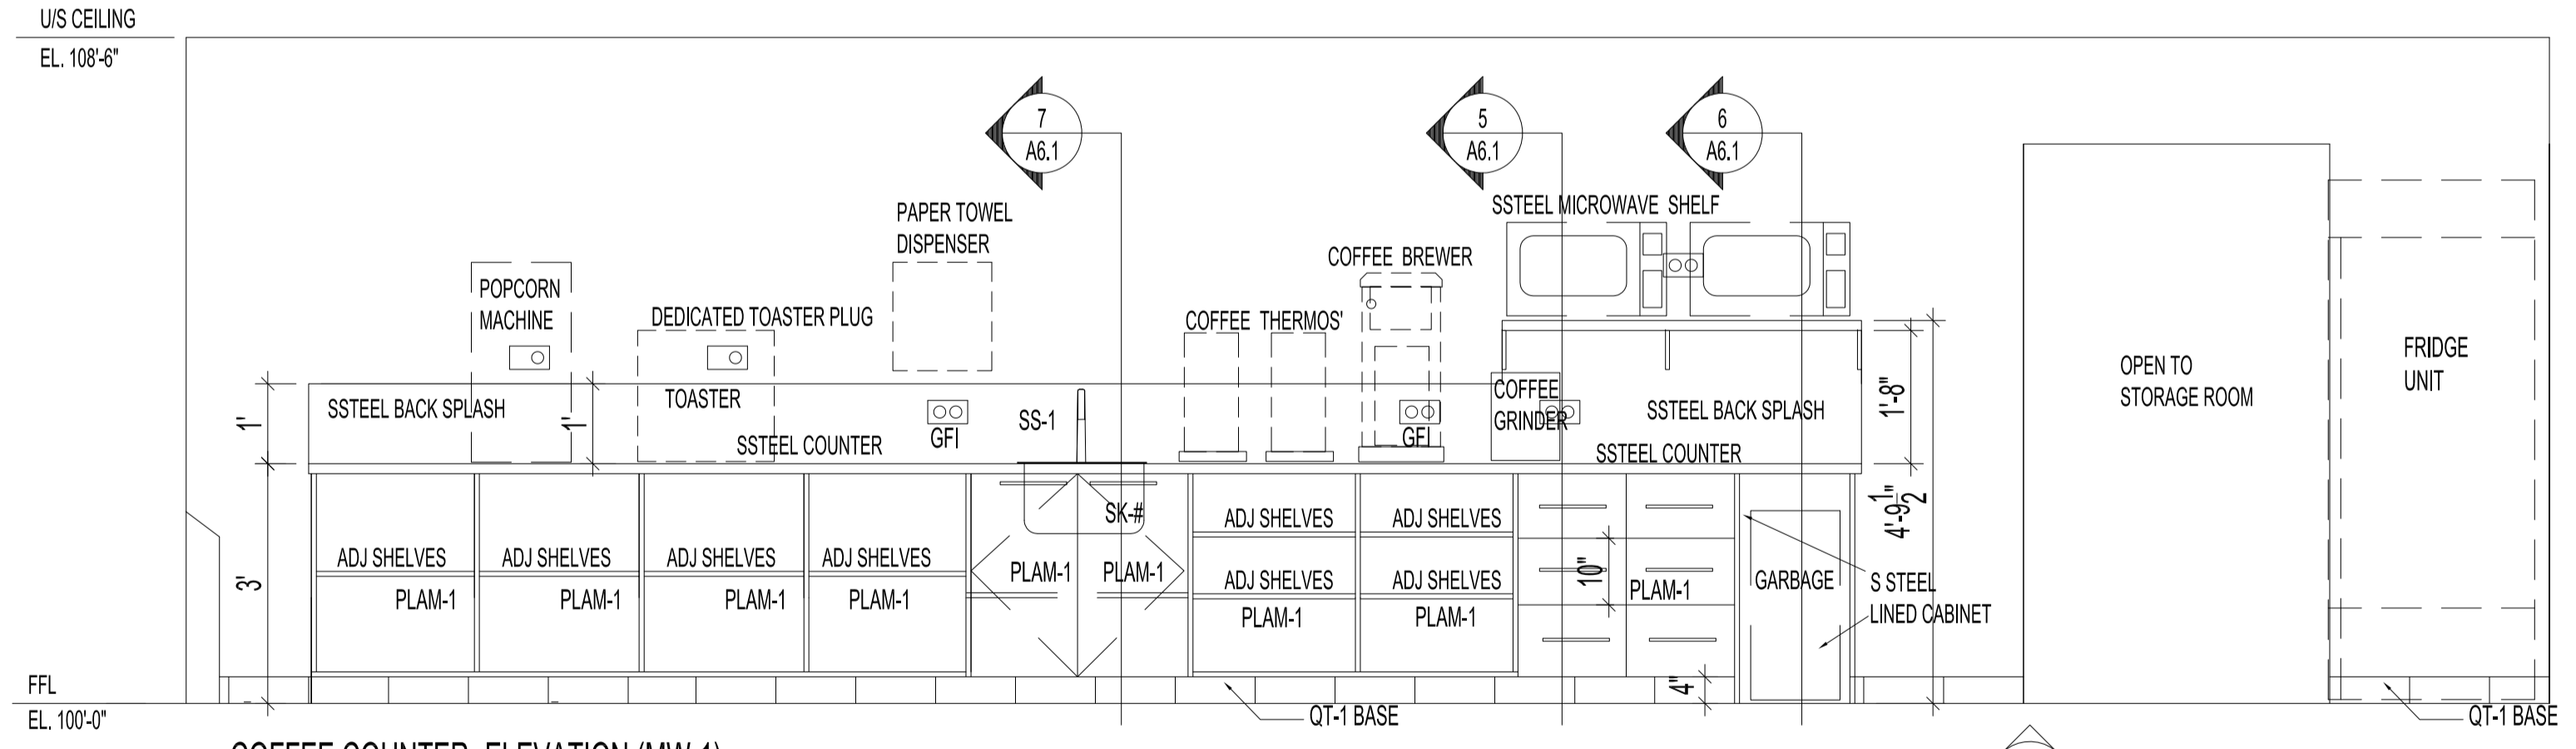 U/S CEILING
EL. 108'-6"
7
A6.1
5
A6.1
6
A6.1
PAPER TOWEL
DISPENSER
SSTEEL MICROWAVE SHELF
COFFEE BREWER
POPCORN
MACHINE
DEDICATED TOASTER PLUG
COFFEE THERMOS'
OPEN TO
STORAGE ROOM
FRIDGE
UNIT
1'
SSTEEL BACK SPLASH
1'
TOASTER
SSTEEL COUNTER
GFI
SS-1
GFI
COFFEE
GRINDER
SSTEEL BACK SPLASH
SSTEEL COUNTER
1'-8"
4'-9 1/2"
SK-#
3'
ADJ SHELVES
ADJ SHELVES
ADJ SHELVES
ADJ SHELVES
PLAM-1
PLAM-1
PLAM-1
PLAM-1
PLAM-1
PLAM-1
ADJ SHELVES
ADJ SHELVES
ADJ SHELVES
ADJ SHELVES
PLAM-1
PLAM-1
10"
PLAM-1
GARBAGE
S STEEL
LINED CABINET
4"
FFL
EL. 100'-0"
QT-1 BASE
QT-1 BASE
COFFEE COUNTER ELEVATION (MW-1)